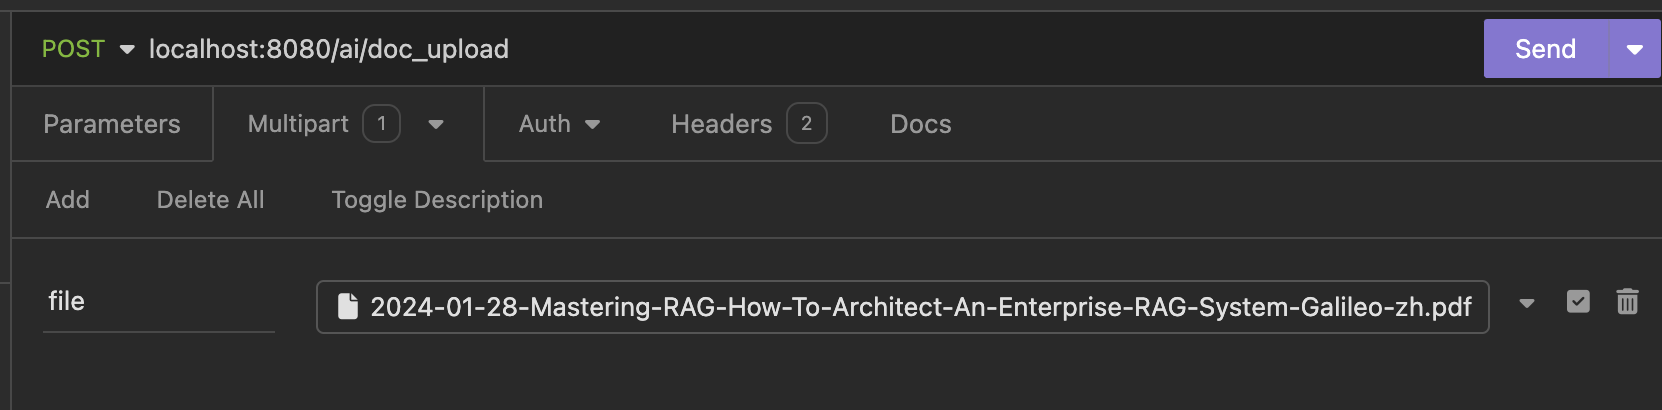 POST localhost:8080/ai/doc_upload Send
Parameters Multipart 1 Auth Headers 2 Docs
Add Delete All Toggle Description
file 2024-01-28-Mastering-RAG-How-To-Architect-An-Enterprise-RAG-System-Galileo-zh.pdf